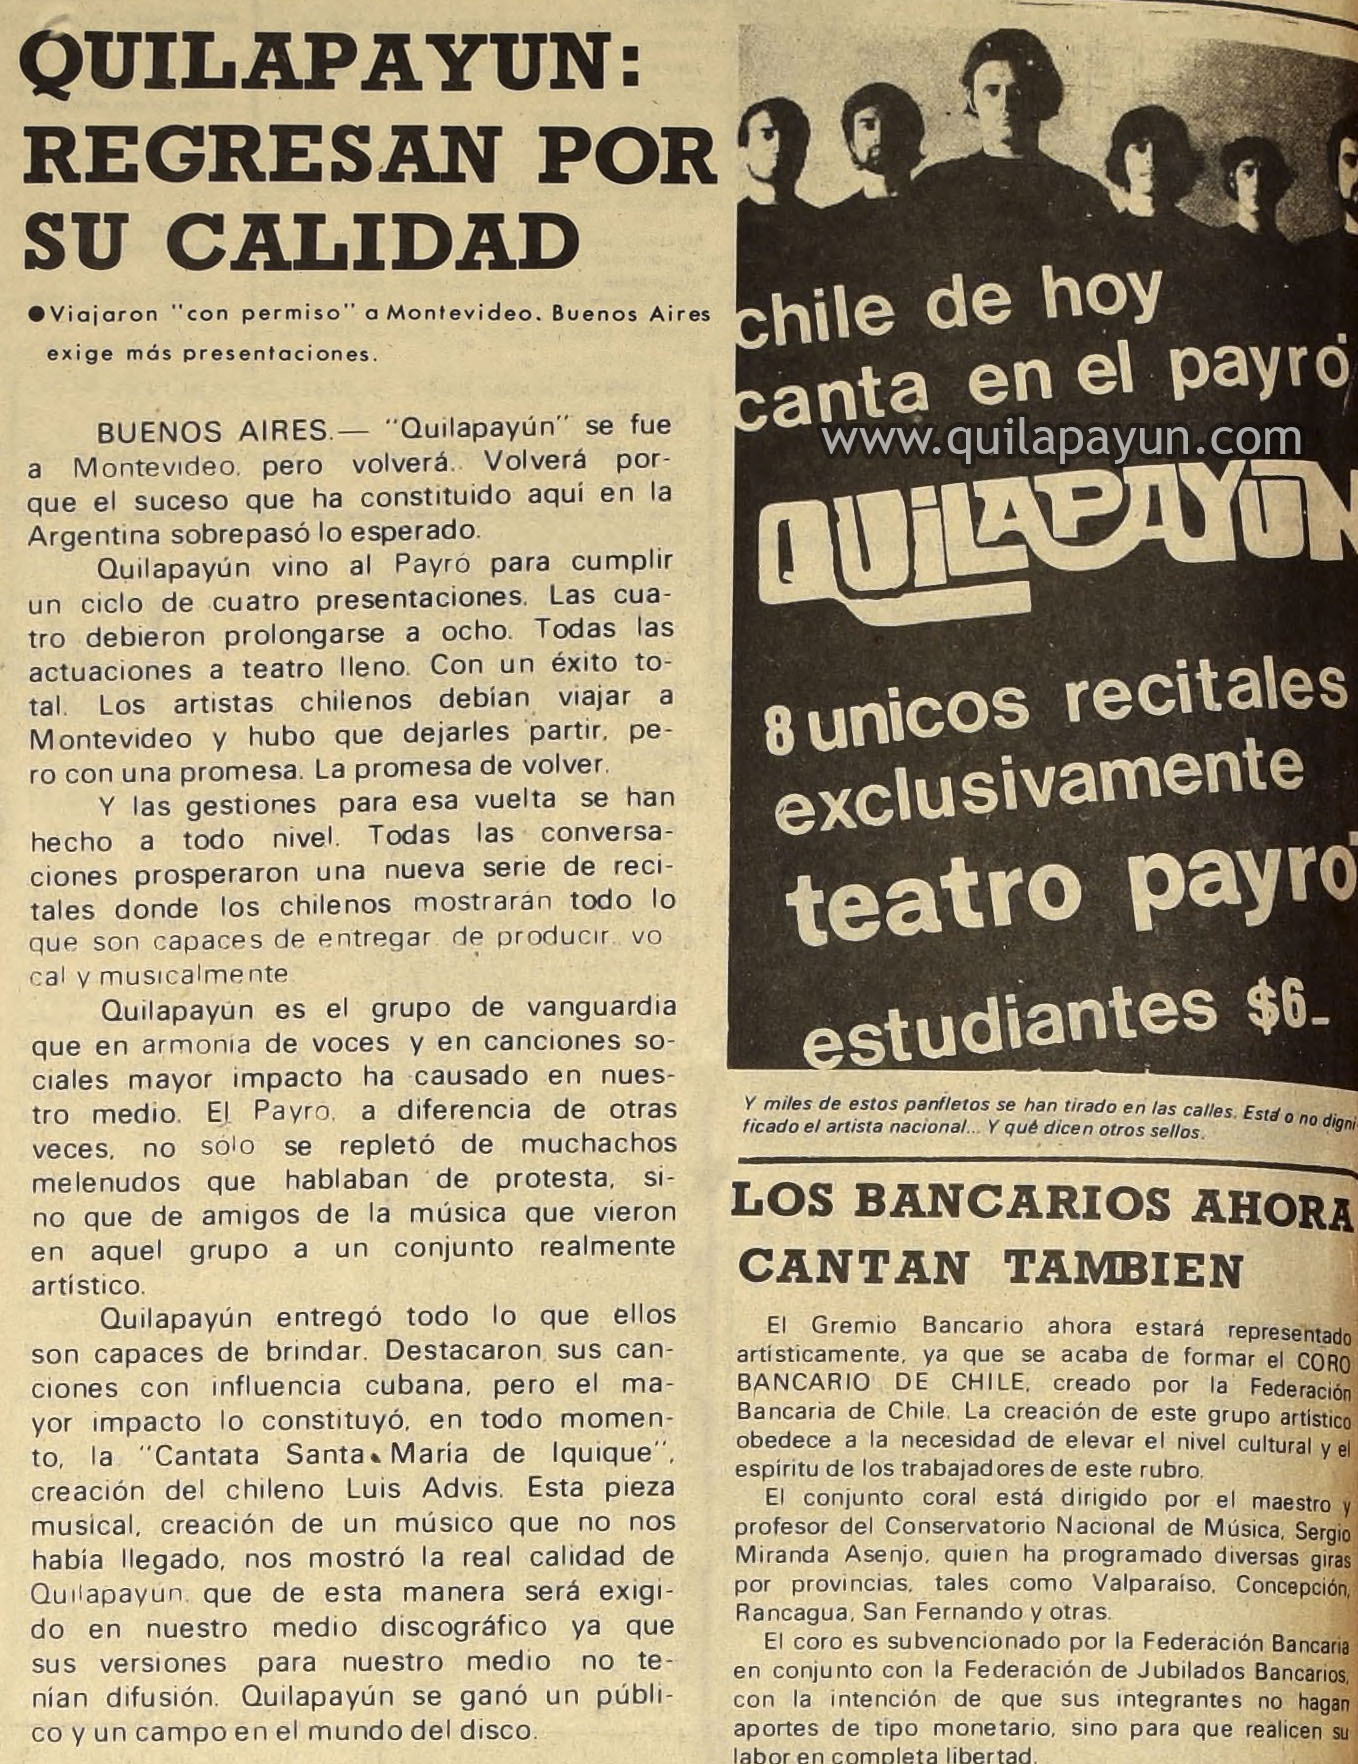 QUILAPAYUN:
REGRESAN POR
SU CALIDAD
●Viajaron "con permiso" a Montevideo. Buenos Aires
exige más presentaciones.
BUENOS AIRES.— "Quilapayún" se fue
a Montevideo, pero volverá. Volverá por-
que el suceso que ha constituido aquí en la
Argentina sobrepasó lo esperado.
Quilapayún vino al Payró para cumplir
un ciclo de cuatro presentaciones. Las cua-
tro debieron prolongarse a ocho. Todas las
actuaciones a teatro lleno. Con un éxito to-
tal. Los artistas chilenos debían viajar a
Montevideo y hubo que dejarles partir, pe-
ro con una promesa. La promesa de volver.
Y las gestiones para esa vuelta se han
hecho a todo nivel. Todas las conversa-
ciones prosperaron una nueva serie de reci-
tales donde los chilenos mostrarán todo lo
que son capaces de entregar, de producir, vo
cal y musicalmente.
Quilapayún es el grupo de vanguardia
que en armonía de voces y en canciones so-
ciales mayor impacto ha causado en nues-
tro medio. El Payró, a diferencia de otras
veces, no sólo se repletó de muchachos
melenudos que hablaban de protesta, si-
no que de amigos de la música que vieron
en aquel grupo a un conjunto realmente
artístico.
Quilapayún entregó todo lo que ellos
son capaces de brindar. Destacaron sus can-
ciones con influencia cubana, pero el ma-
yor impacto lo constituyó, en todo momen-
to, la "Cantata Santa María de Iquique",
creación del chileno Luis Advis. Esta pieza
musical, creación de un músico que no nos
había llegado, nos mostró la real calidad de
Quilapayún, que de esta manera será exigi-
do en nuestro medio discográfico ya que
sus versiones para nuestro medio no te-
nían difusión. Quilapayún se ganó un públi-
co y un campo en el mundo del disco.
chile de hoy
canta en el payró
www.quilapayun.com
QUILAPAYÚN
8 unicos recitales
exclusivamente
teatro payró
estudiantes $6_
Y miles de estos panfletos se han tirado en las calles. Está o no digni-
ficado el artista nacional... Y qué dicen otros sellos.
LOS BANCARIOS AHORA
CANTAN TAMBIEN
El Gremio Bancario ahora estará representado
artísticamente, ya que se acaba de formar el CORO
BANCARIO DE CHILE, creado por la Federación
Bancaria de Chile. La creación de este grupo artístico
obedece a la necesidad de elevar el nivel cultural y el
espíritu de los trabajadores de este rubro.
El conjunto coral está dirigido por el maestro y
profesor del Conservatorio Nacional de Música, Sergio
Miranda Asenjo, quien ha programado diversas giras
por provincias, tales como Valparaíso, Concepción,
Rancagua, San Fernando y otras.
El coro es subvencionado por la Federación Bancaria
en conjunto con la Federación de Jubilados Bancarios,
con la intención de que sus integrantes no hagan
aportes de tipo monetario, sino para que realicen su
labor en completa libertad.